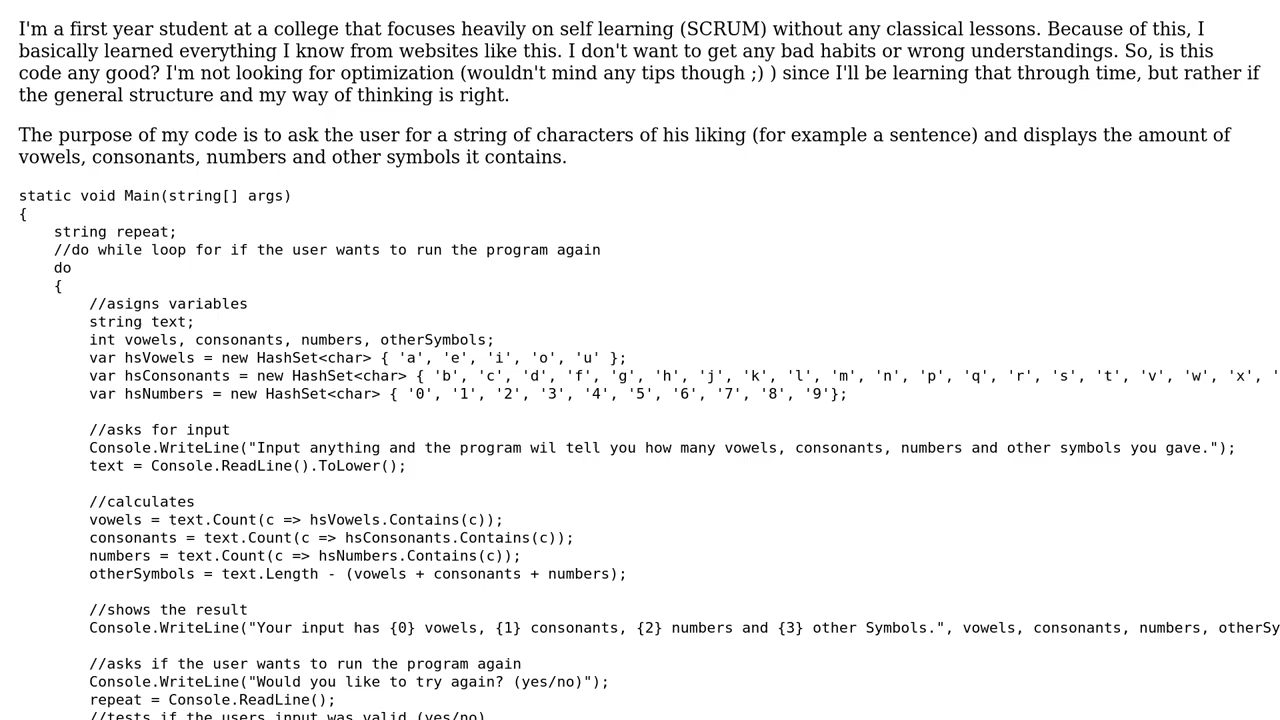 I'm a first year student at a college that focuses heavily on self learning (SCRUM) without any classical lessons. Because of this, I
basically learned everything I know from websites like this. I don't want to get any bad habits or wrong understandings. So, is this
code any good? I'm not looking for optimization (wouldn't mind any tips though ;) ) since I'll be learning that through time, but rather if
the general structure and my way of thinking is right.
The purpose of my code is to ask the user for a string of characters of his liking (for example a sentence) and displays the amount of
vowels, consonants, numbers and other symbols it contains.
static void Main(string[] args)
{
    string repeat;
    //do while loop for if the user wants to run the program again
    do
    {
        //asigns variables
        string text;
        int vowels, consonants, numbers, otherSymbols;
        var hsVowels = new HashSet<char> { 'a', 'e', 'i', 'o', 'u' };
        var hsConsonants = new HashSet<char> { 'b', 'c', 'd', 'f', 'g', 'h', 'j', 'k', 'l', 'm', 'n', 'p', 'q', 'r', 's', 't', 'v', 'w', 'x', '
        var hsNumbers = new HashSet<char> { '0', '1', '2', '3', '4', '5', '6', '7', '8', '9'};
        //asks for input
        Console.WriteLine("Input anything and the program wil tell you how many vowels, consonants, numbers and other symbols you gave.");
        text = Console.ReadLine().ToLower();
        //calculates
        vowels = text.Count(c => hsVowels.Contains(c));
        consonants = text.Count(c => hsConsonants.Contains(c));
        numbers = text.Count(c => hsNumbers.Contains(c));
        otherSymbols = text.Length - (vowels + consonants + numbers);
        //shows the result
        Console.WriteLine("Your input has {0} vowels, {1} consonants, {2} numbers and {3} other Symbols.", vowels, consonants, numbers, otherSy
        //asks if the user wants to run the program again
        Console.WriteLine("Would you like to try again? (yes/no)");
        repeat = Console.ReadLine();
        //tests if the users input was valid (yes/no)